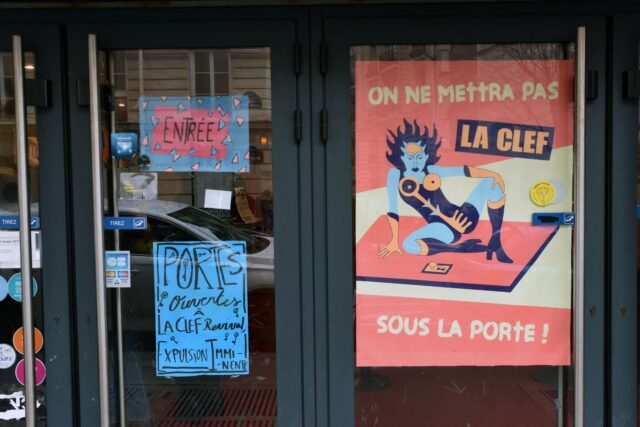 ENTRÉE
TIREZ
TIREZ
PORTES
Ouvertes
à
LA CLEF Revival
EXPULSION IMMI-
NENTE
ON NE METTRA PAS
LA CLEF
SOUS LA PORTE !